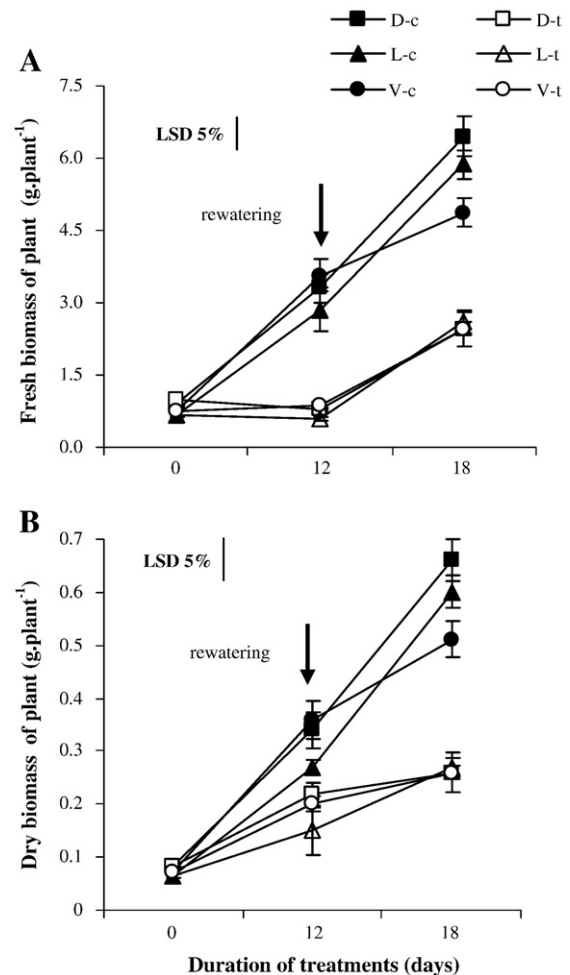 D-c D-t
L-c L-t
V-c V-t
A
7.5
6.0
4.5
3.0
1.5
0.0
Fresh biomass of plant (g.plant⁻¹)
LSD 5%
rewatering
0 12 18
B
0.7
0.6
0.5
0.4
0.3
0.2
0.1
0
Dry biomass of plant (g.plant⁻¹)
LSD 5%
rewatering
0 12 18
Duration of treatments (days)